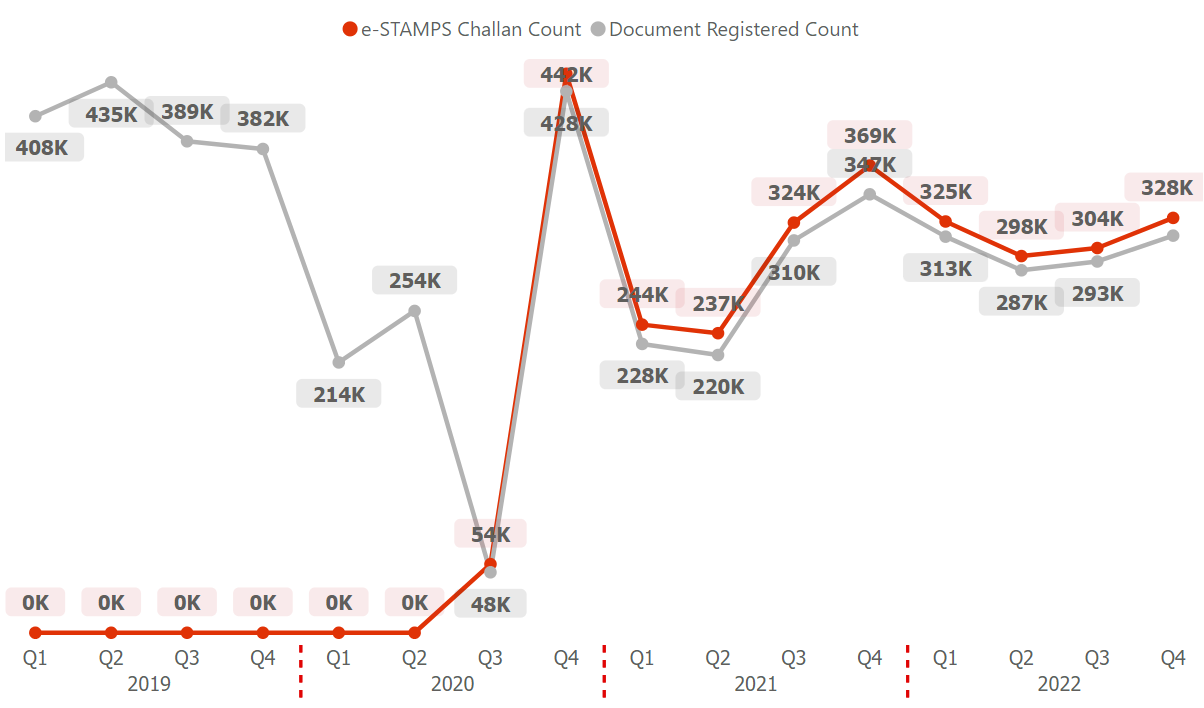 e-STAMPS Challan Count Document Registered Count
442K
435K 389K 382K 428K 369K
408K 347K
324K 325K 328K
298K 304K
254K 244K 237K 310K 313K
287K 293K
214K 228K 220K
54K
0K 0K 0K 0K 0K 0K 48K
Q1 Q2 Q3 Q4 Q1 Q2 Q3 Q4 Q1 Q2 Q3 Q4 Q1 Q2 Q3 Q4
2019 2020 2021 2022